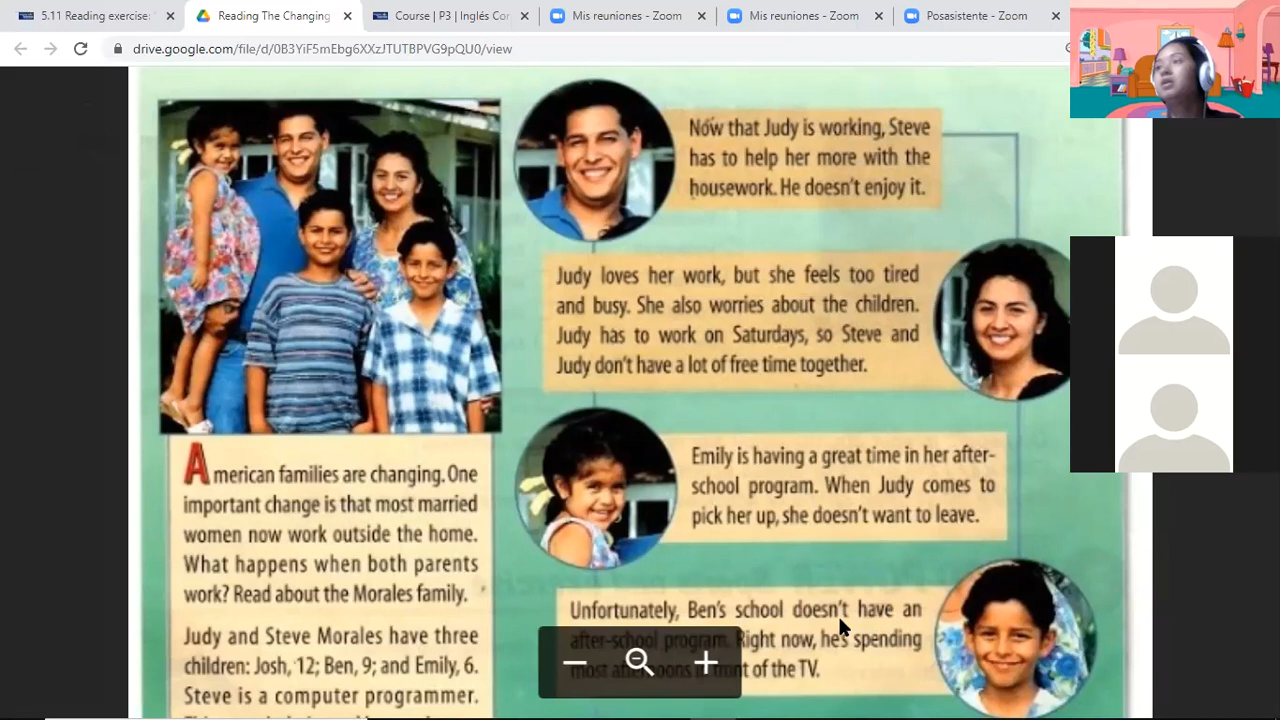 5.11 Reading exercise: "
Reading The Changing
Course | P3 | Inglés Cor
Mis reuniones - Zoom
Mis reuniones - Zoom
Posasistente - Zoom
drive.google.com/file/d/0B3YiF5mEbg6XXzJTUTBPVG9pQU0/view
American families are changing. One
important change is that most married
women now work outside the home.
What happens when both parents
work? Read about the Morales family.
Judy and Steve Morales have three
children: Josh, 12; Ben, 9; and Emily, 6.
Steve is a computer programmer.
Now that Judy is working, Steve
has to help her more with the
housework. He doesn't enjoy it.
Judy loves her work, but she feels too tired
and busy. She also worries about the children.
Judy has to work on Saturdays, so Steve and
Judy don't have a lot of free time together.
Emily is having a great time in her after-
school program. When Judy comes to
pick her up, she doesn't want to leave.
Unfortunately, Ben's school doesn't have an
after-school program. Right now, he's spending
most afternoons in front of the TV.